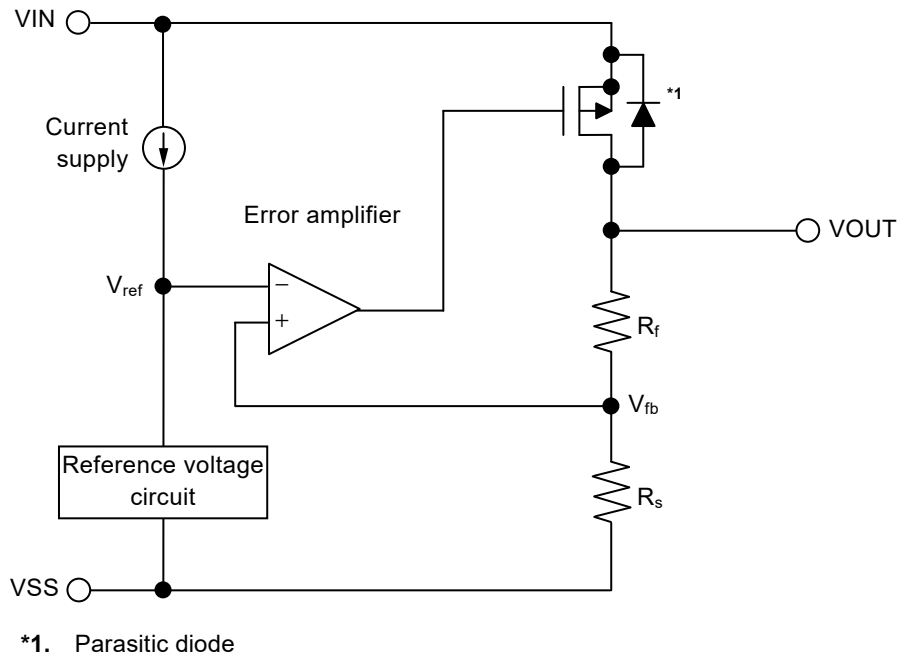 VIN
*1
Current
supply
Error amplifier
VOUT
Vref
−
+
Rf
Vfb
Reference voltage
circuit
Rs
VSS
*1. Parasitic diode